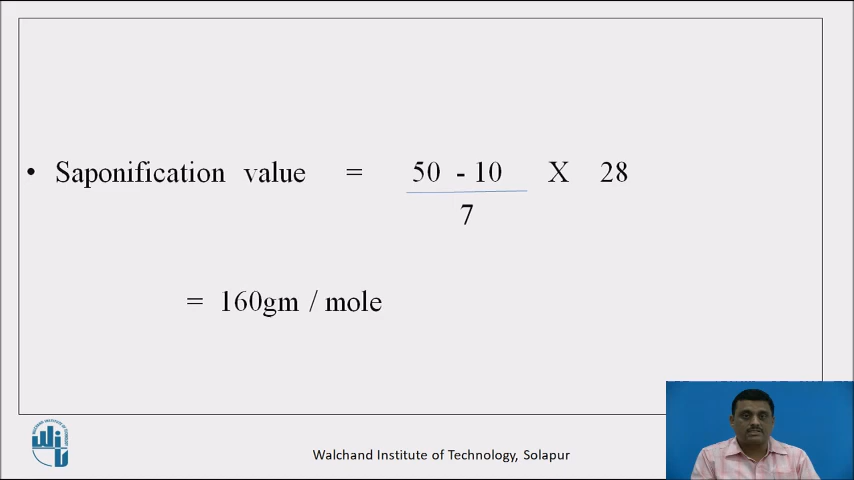 • Saponification value = 50 - 10 X 28
7
= 160gm / mole
Walchand Institute of Technology, Solapur